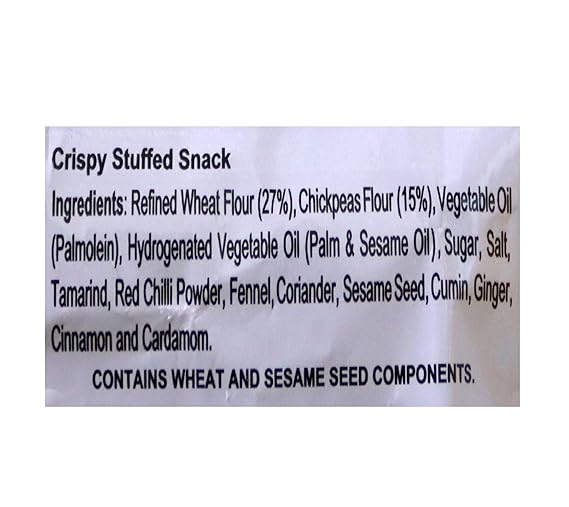 Crispy Stuffed Snack
Ingredients: Refined Wheat Flour (27%), Chickpeas Flour (15%), Vegetable Oil
(Palmolein), Hydrogenated Vegetable Oil (Palm & Sesame Oil), Sugar, Salt,
Tamarind, Red Chilli Powder, Fennel, Coriander, Sesame Seed, Cumin, Ginger,
Cinnamon and Cardamom.
CONTAINS WHEAT AND SESAME SEED COMPONENTS.